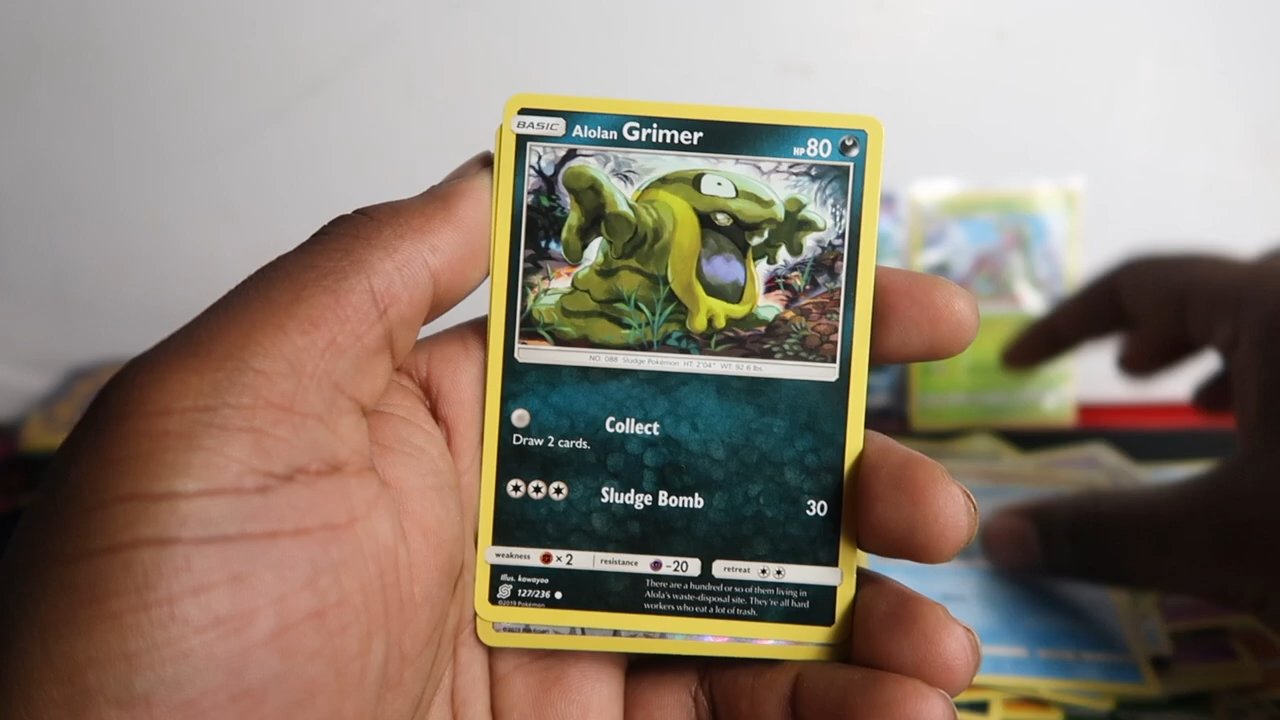 BASIC Alolan Grimer HP 80
NO. 088 Sludge Pokémon HT: 2'04" WT: 92.6 lbs.
Collect
Draw 2 cards.
Sludge Bomb 30
weakness ×2 resistance -20 retreat
Illus. kawayoo
127/236
©2019 Pokémon
There are a hundred or so of them living in
Alola's waste-disposal site. They're all hard
workers who eat a lot of trash.